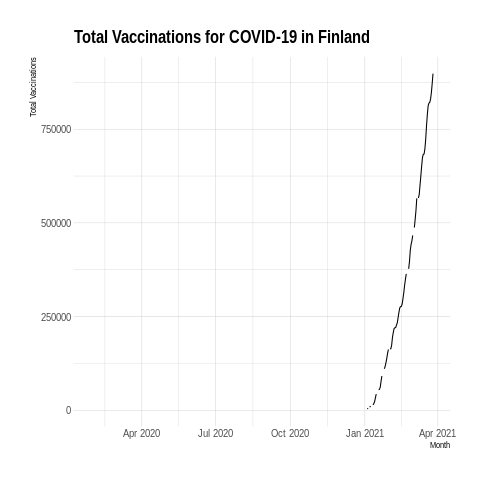 Total Vaccinations for COVID-19 in Finland
Total Vaccinations
750000
500000
250000
0
Apr 2020 Jul 2020 Oct 2020 Jan 2021 Apr 2021
Month